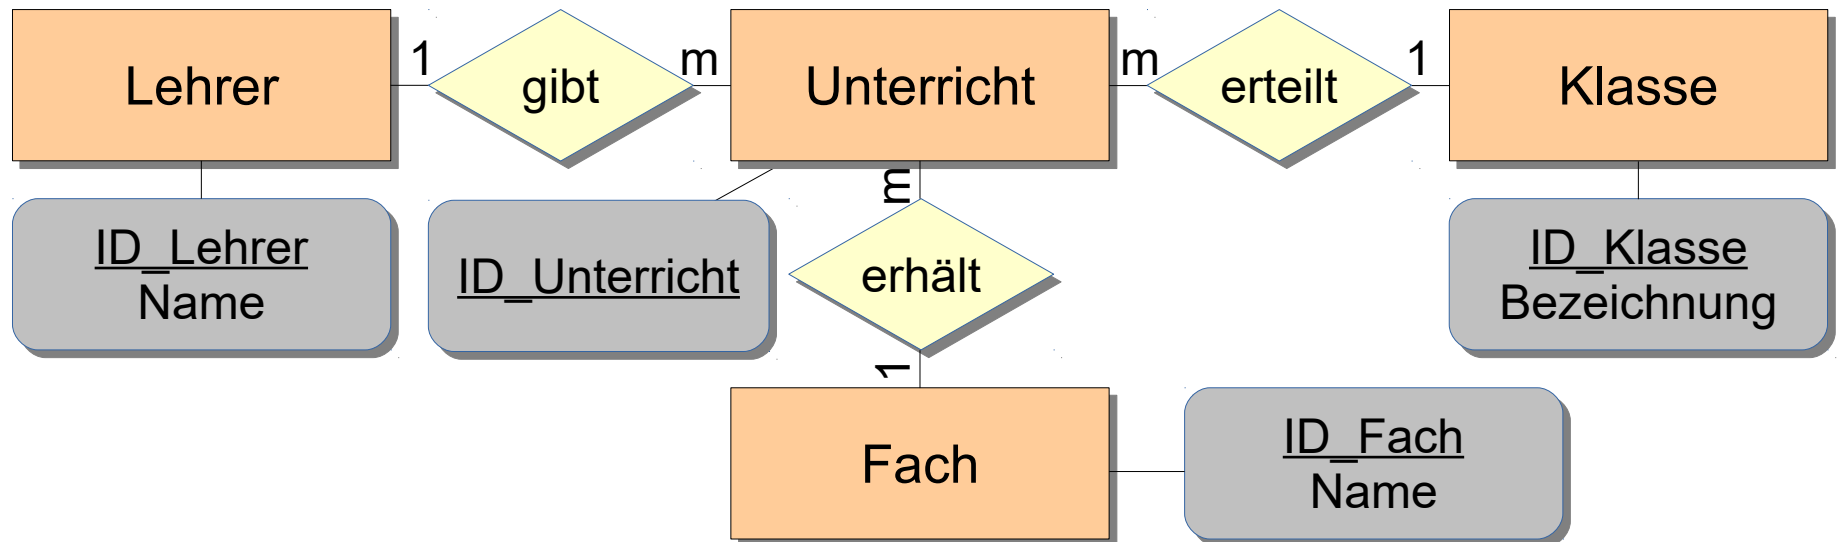 Lehrer
1
gibt
m
Unterricht
m
erteilt
1
Klasse
ID_Lehrer
Name
ID_Unterricht
m
erhält
1
ID_Klasse
Bezeichnung
Fach
ID_Fach
Name